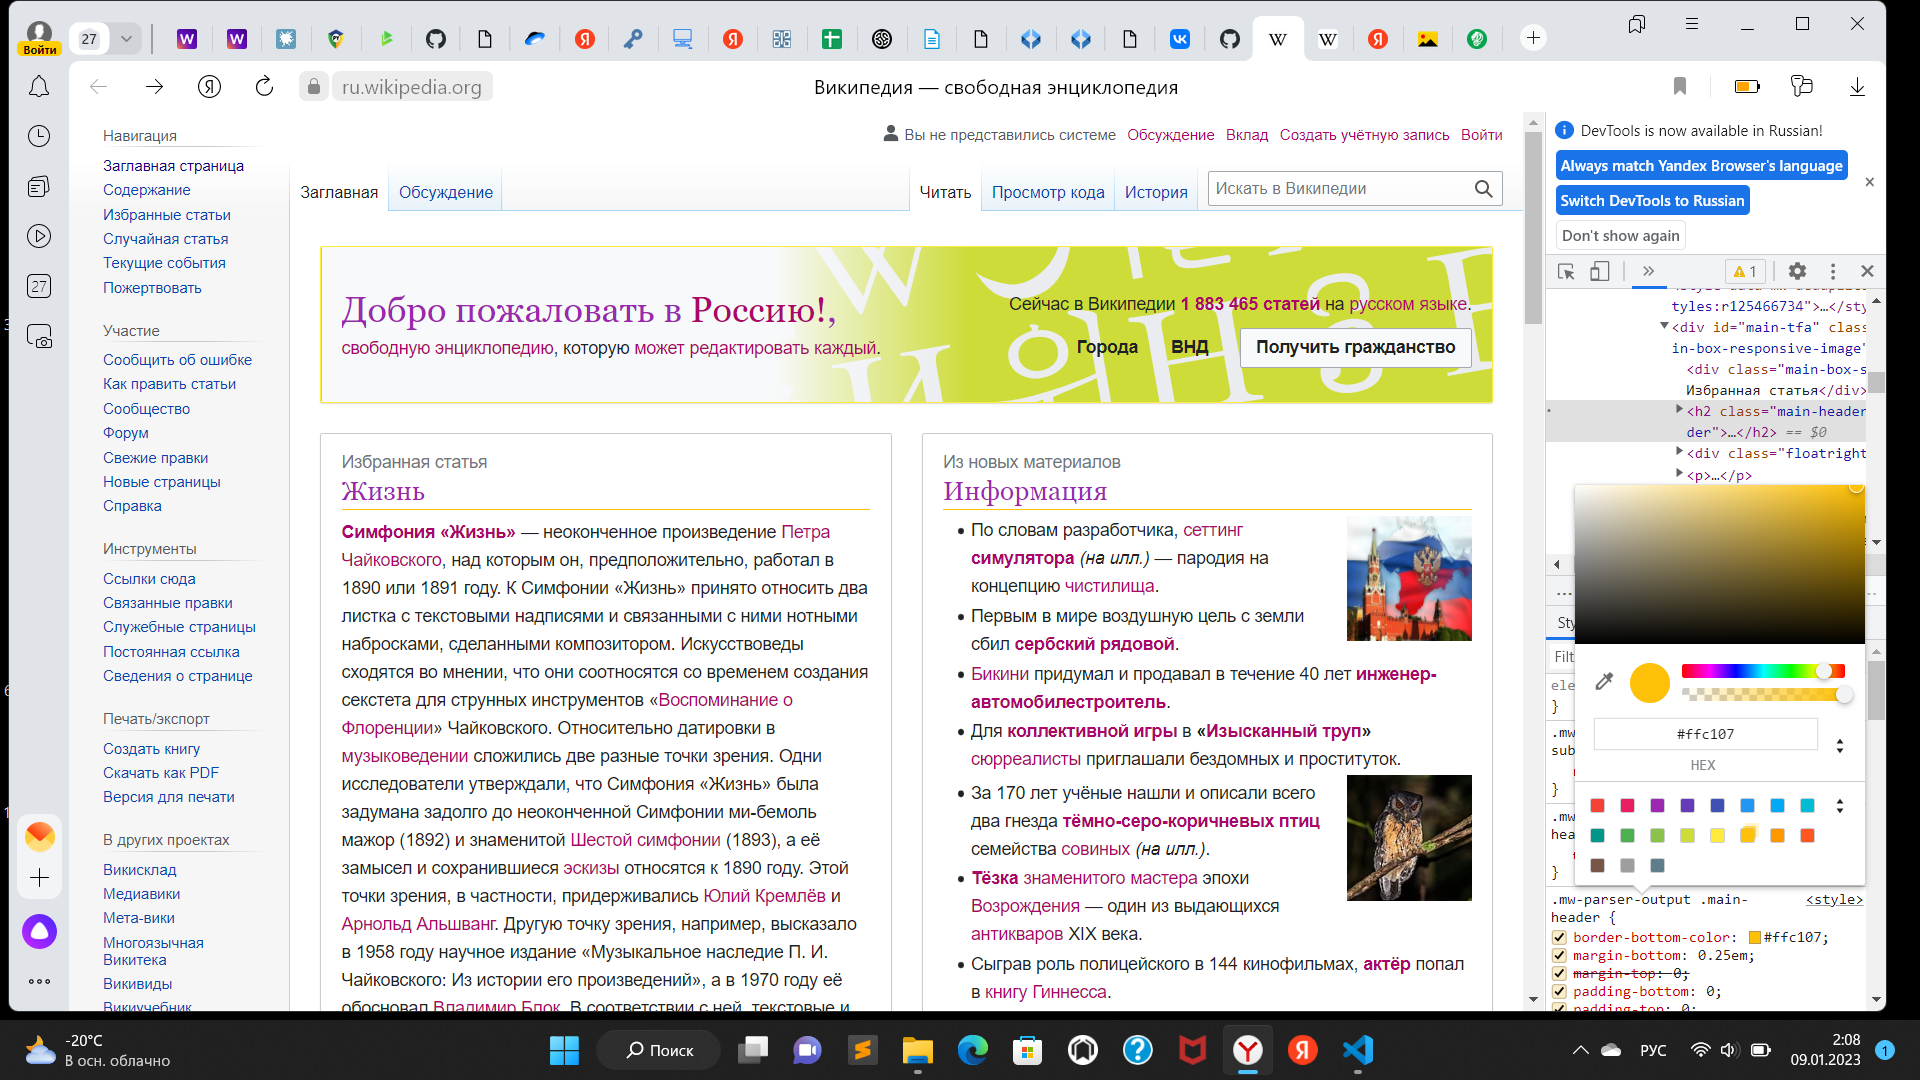 Войти
27
ru.wikipedia.org
Википедия — свободная энциклопедия
27
Навигация
Заглавная страница
Содержание
Избранные статьи
Случайная статья
Текущие события
Пожертвовать
Участие
Сообщить об ошибке
Как править статьи
Сообщество
Форум
Свежие правки
Новые страницы
Справка
Инструменты
Ссылки сюда
Связанные правки
Служебные страницы
Постоянная ссылка
Сведения о странице
Печать/экспорт
Создать книгу
Скачать как PDF
Версия для печати
В других проектах
Викисклад
Медиавики
Мета-вики
Многоязычная
Викитека
Викивиды
Викиучебник
Вы не представились системе Обсуждение Вклад Создать учётную запись Войти
Заглавная Обсуждение Читать Просмотр кода История Искать в Википедии
Добро пожаловать в Россию!,
свободную энциклопедию, которую может редактировать каждый.
Сейчас в Википедии 1 883 465 статей на русском языке.
Города ВНД Получить гражданство
Избранная статья
Жизнь
Симфония «Жизнь» — неоконченное произведение Петра
Чайковского, над которым он, предположительно, работал в
1890 или 1891 году. К Симфонии «Жизнь» принято относить два
листка с текстовыми надписями и связанными с ними нотными
набросками, сделанными композитором. Искусствоведы
сходятся во мнении, что они соотносятся со временем создания
секстета для струнных инструментов «Воспоминание о
Флоренции» Чайковского. Относительно датировки в
музыковедении сложились две разные точки зрения. Одни
исследователи утверждали, что Симфония «Жизнь» была
задумана задолго до неоконченной Симфонии ми-бемоль
мажор (1892) и знаменитой Шестой симфонии (1893), а её
замысел и сохранившиеся эскизы относятся к 1890 году. Этой
точки зрения, в частности, придерживались Юлий Кремлёв и
Арнольд Альшванг. Другую точку зрения, например, высказало
в 1958 году научное издание «Музыкальное наследие П. И.
Чайковского: Из истории его произведений», а в 1970 году её
обосновал Владимир Блок. В соответствии с ней, текстовые и
Из новых материалов
Информация
По словам разработчика, сеттинг
симулятора (на илл.) — пародия на
концепцию чистилища.
Первым в мире воздушную цель с земли
сбил сербский рядовой.
Бикини придумал и продавал в течение 40 лет инженер-
автомобилестроитель.
Для коллективной игры в «Изысканный труп»
сюрреалисты приглашали бездомных и проституток.
За 170 лет учёные нашли и описали всего
два гнезда тёмно-серо-коричневых птиц
семейства совиных (на илл.).
Тёзка знаменитого мастера эпохи
Возрождения — один из выдающихся
антикваров XIX века.
Сыграв роль полицейского в 144 кинофильмах, актёр попал
в книгу Гиннесса.
DevTools is now available in Russian!
Always match Yandex Browser's language
Switch DevTools to Russian
Don't show again
1
tyles:r125466734">…</sty
<div id="main-tfa" class
in-box-responsive-image"
<div class="main-box-s
Избранная статья</div>
<h2 class="main-header
der">…</h2> == $0
<div class="floatright
<p>…</p>
Sty
Filt
ele
}
.mw
sub
}
.mw
hea
}
#ffc107
HEX
.mw-parser-output .main- <style>
header {
border-bottom-color: #ffc107;
margin-bottom: 0.25em;
margin-top: 0;
padding-bottom: 0;
padding-top: 0;
-20°C
В осн. облачно
Поиск
РУС
2:08
09.01.2023
1